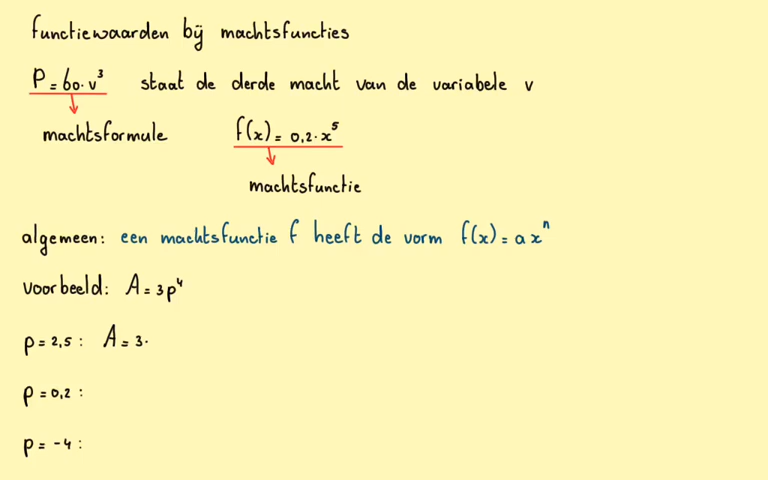 functiewaarden bij machtsfuncties
P = 60·v³ staat de derde macht van de variabele v
machtsformule f(x) = 0,2·x⁵
machtsfunctie
algemeen: een machtsfunctie f heeft de vorm f(x) = axⁿ
voorbeeld: A = 3p⁴
p = 2,5 : A = 3·
p = 0,2 :
p = -4 :